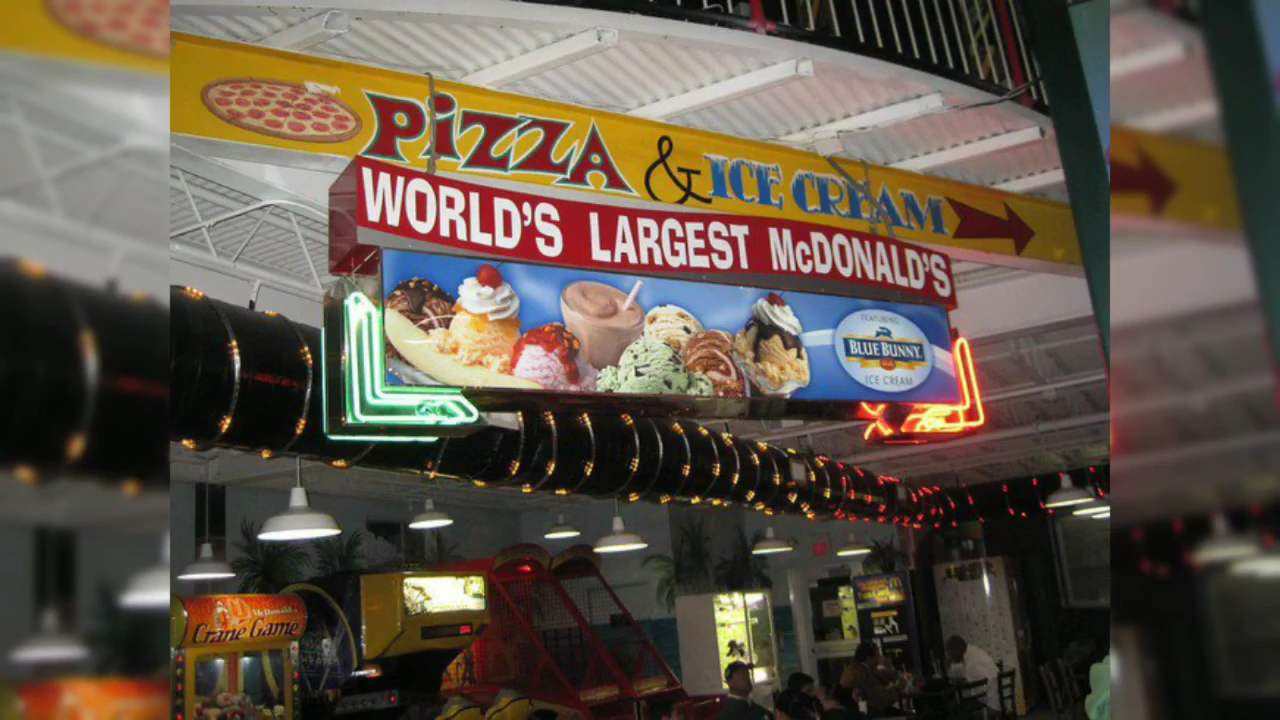 PiZZA & ICE CREAM
WORLD'S LARGEST McDONALD'S
FEATURING
BLUE BUNNY
ICE CREAM
McDonald's
Crane Game